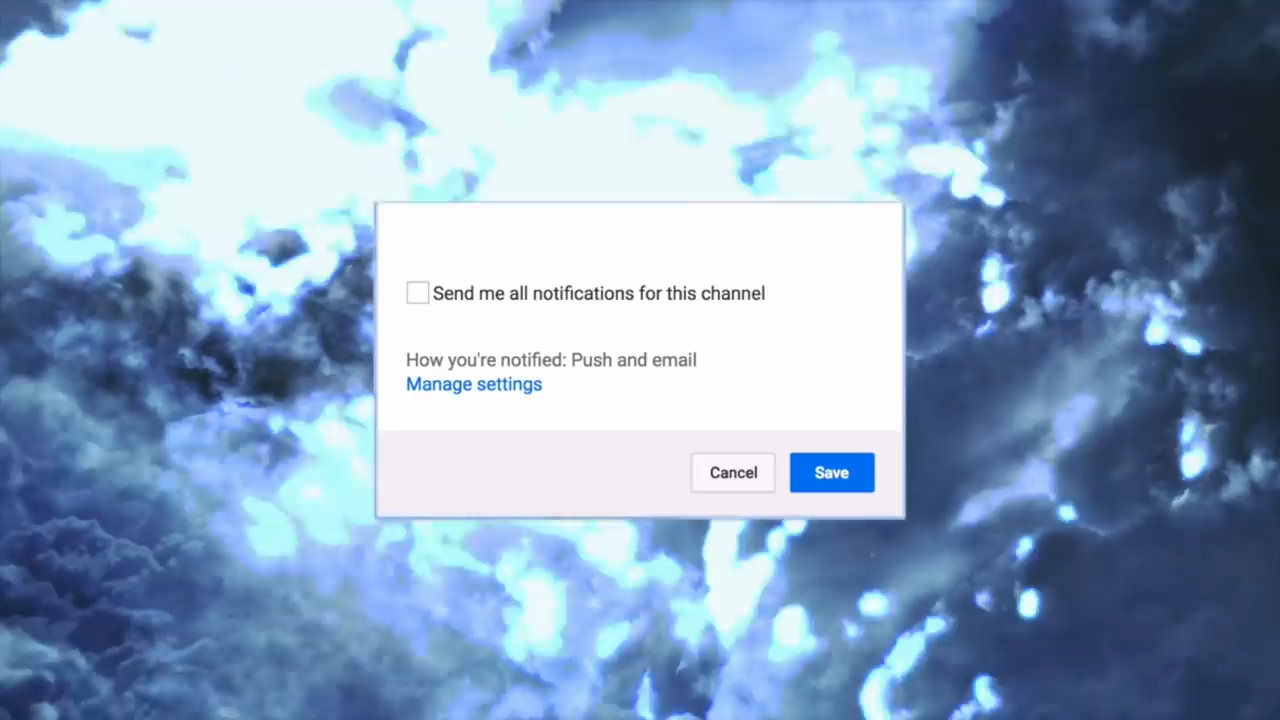 Send me all notifications for this channel
How you're notified: Push and email
Manage settings
Cancel
Save